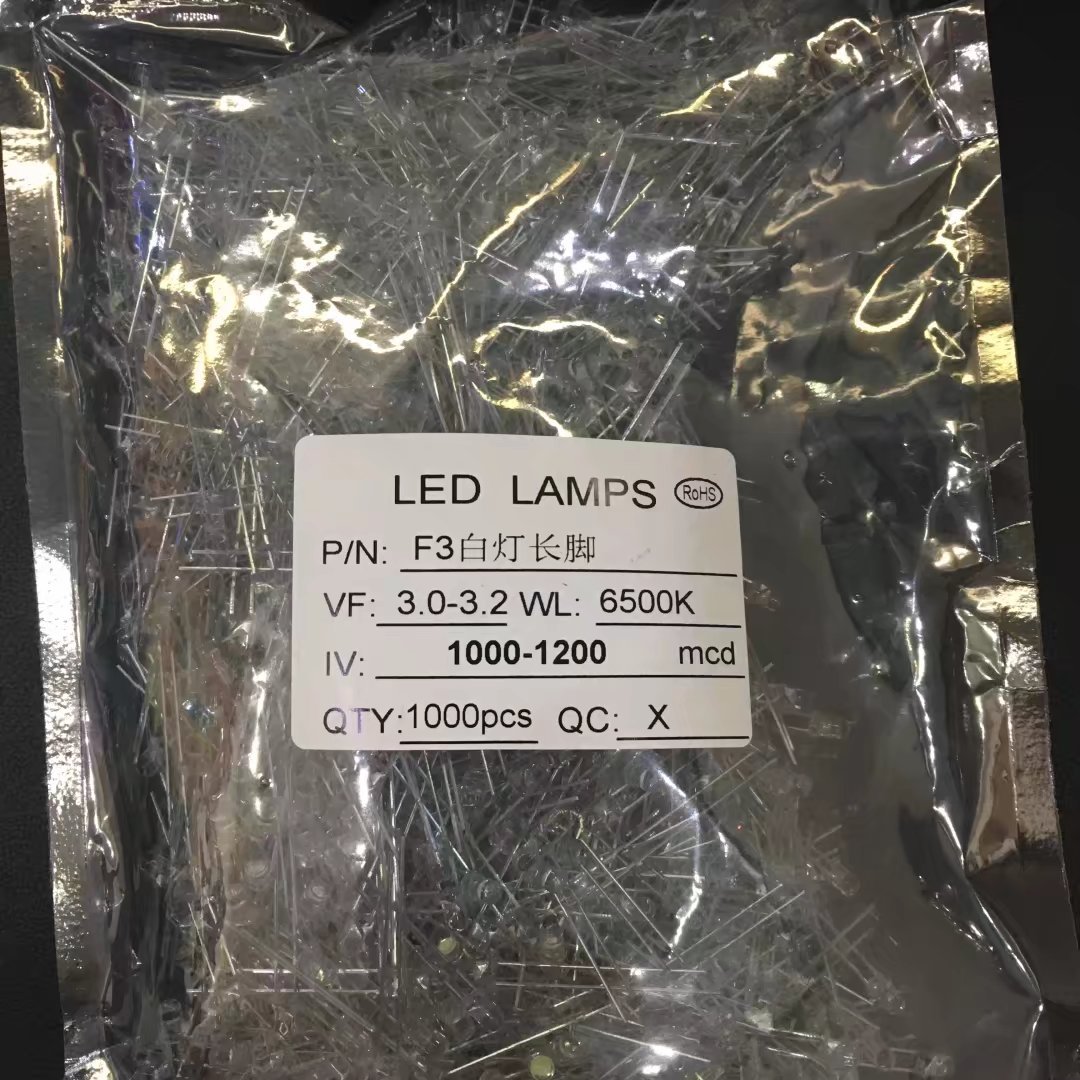 LED LAMPS RoHS
P/N: F3白灯长脚
VF: 3.0-3.2 WL: 6500K
IV: 1000-1200 mcd
QTY: 1000pcs QC: X